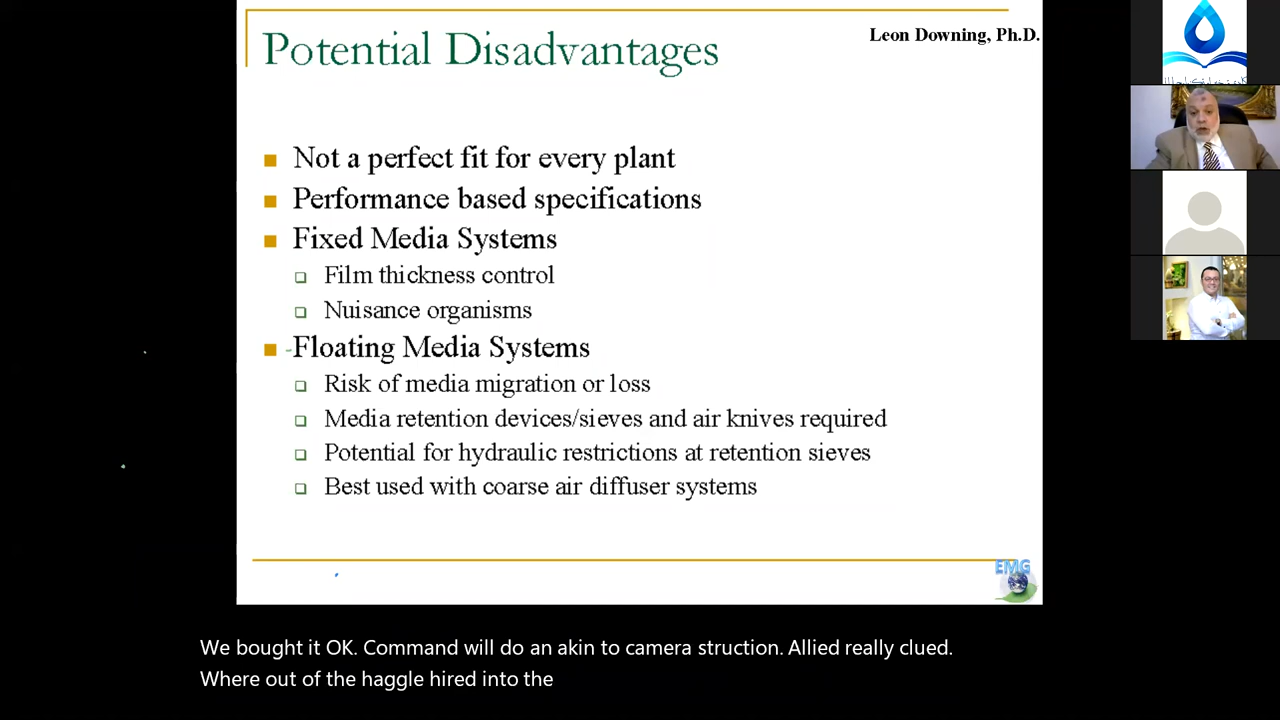 Potential Disadvantages
Leon Downing, Ph.D.
Not a perfect fit for every plant
Performance based specifications
Fixed Media Systems
Film thickness control
Nuisance organisms
Floating Media Systems
Risk of media migration or loss
Media retention devices/sieves and air knives required
Potential for hydraulic restrictions at retention sieves
Best used with coarse air diffuser systems
EMG
We bought it OK. Command will do an akin to camera struction. Allied really clued.
Where out of the haggle hired into the